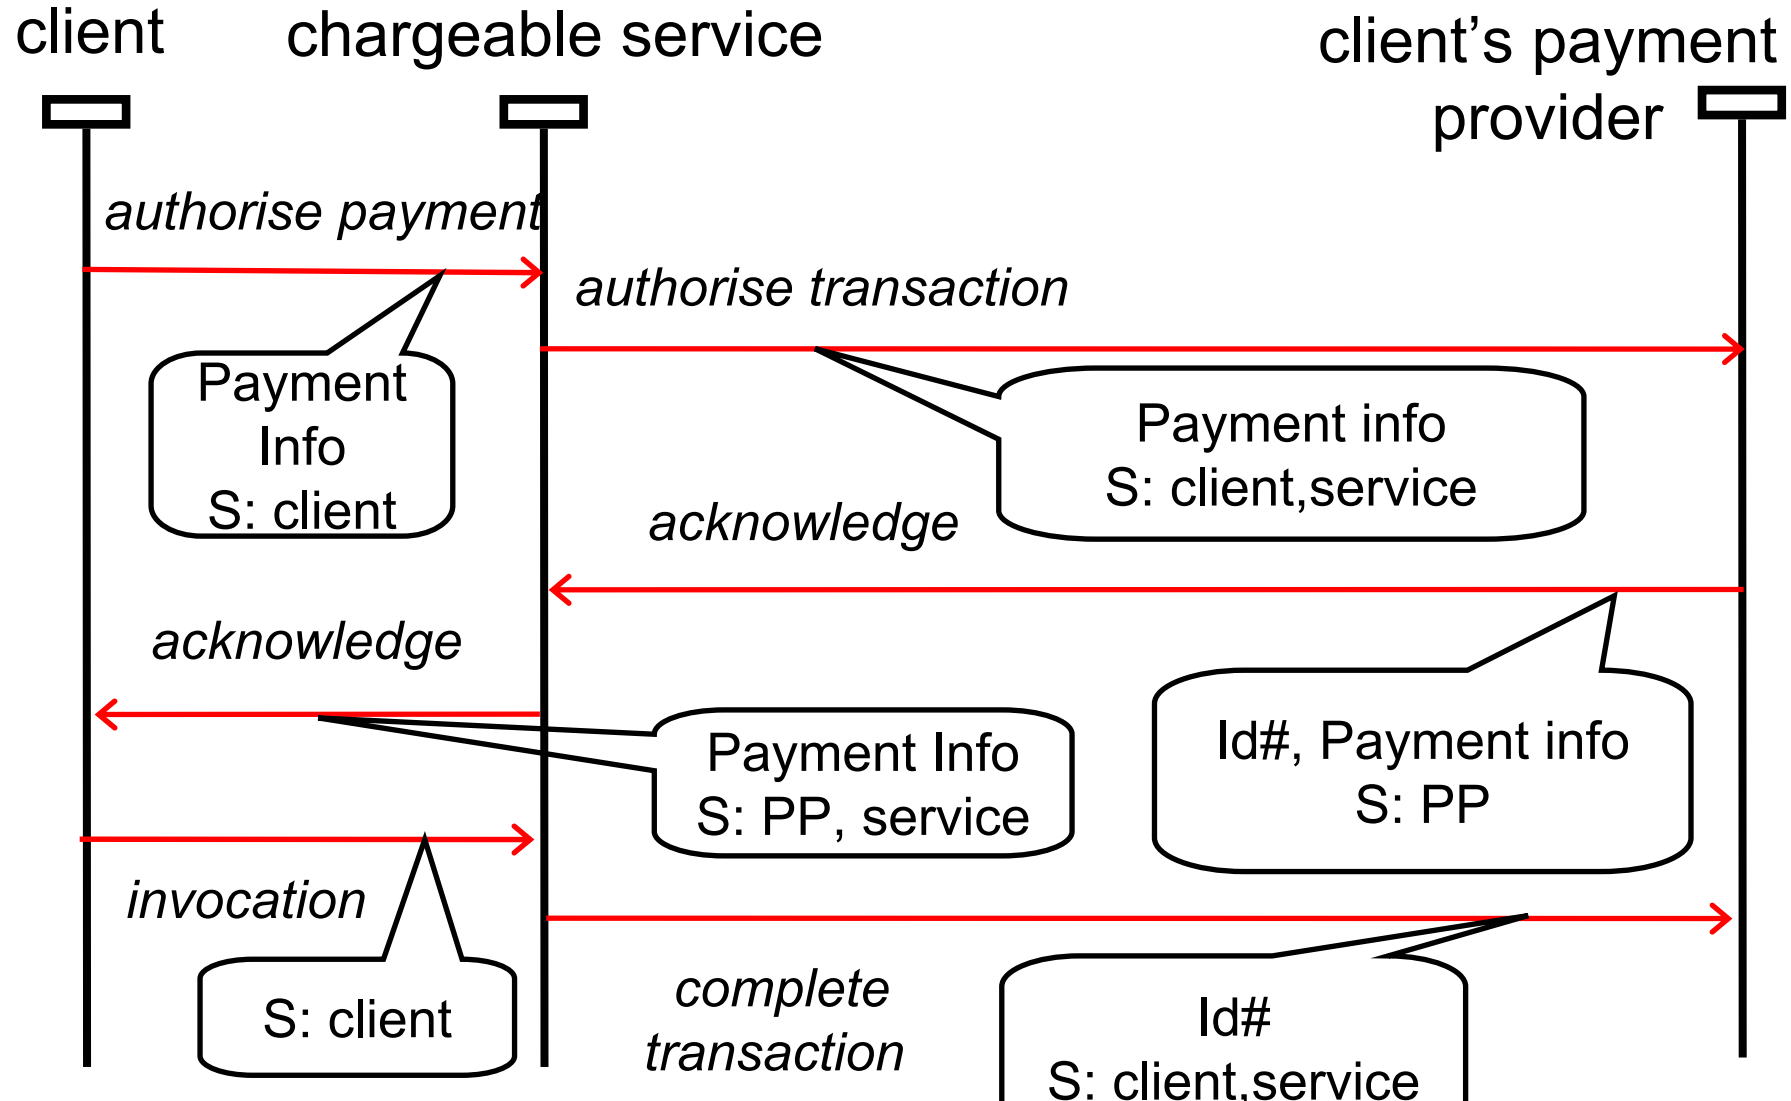 client
chargeable service
client’s payment
provider
authorise payment
authorise transaction
Payment
Info
S: client
Payment info
S: client,service
acknowledge
acknowledge
Id#, Payment info
S: PP
Payment Info
S: PP, service
invocation
S: client
complete
transaction
Id#
S: client,service